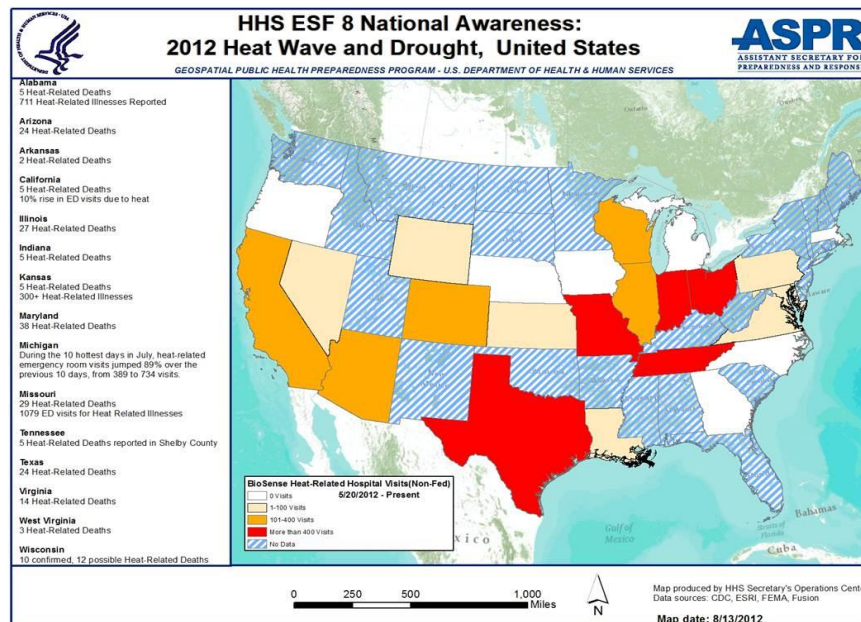 HHS ESF 8 National Awareness:
2012 Heat Wave and Drought, United States
GEOSPATIAL PUBLIC HEALTH PREPAREDNESS PROGRAM - U.S. DEPARTMENT OF HEALTH & HUMAN SERVICES
ASPR
ASSISTANT SECRETARY FOR
PREPAREDNESS AND RESPONSE
Alabama
5 Heat-Related Deaths
711 Heat-Related Illnesses Reported
Arizona
24 Heat-Related Deaths
Arkansas
2 Heat-Related Deaths
California
5 Heat-Related Deaths
10% rise in ED visits due to heat
Illinois
27 Heat-Related Deaths
Indiana
5 Heat-Related Deaths
Kansas
5 Heat-Related Deaths
300+ Heat-Related Illnesses
Maryland
38 Heat-Related Deaths
Michigan
During the 10 hottest days in July, heat-related
emergency room visits jumped 89% over the
previous 10 days, from 389 to 734 visits.
Missouri
29 Heat-Related Deaths
1079 ED visits for Heat Related Illnesses
Tennessee
5 Heat-Related Deaths reported in Shelby County
Texas
24 Heat-Related Deaths
Virginia
14 Heat-Related Deaths
West Virginia
3 Heat-Related Deaths
Wisconsin
10 confirmed, 12 possible Heat-Related Deaths
BioSense Heat-Related Hospital Visits(Non-Fed)
5/20/2012 - Present
0 Visits
1-100 Visits
101-400 Visits
More than 400 Visits
No Data
Gulf of
Mexico
Bahamas
Straits of
Florida
Cuba
0 250 500 1,000
Miles
N
Map produced by HHS Secretary's Operations Cente
Data sources: CDC, ESRI, FEMA, Fusion
Map date: 8/13/2012